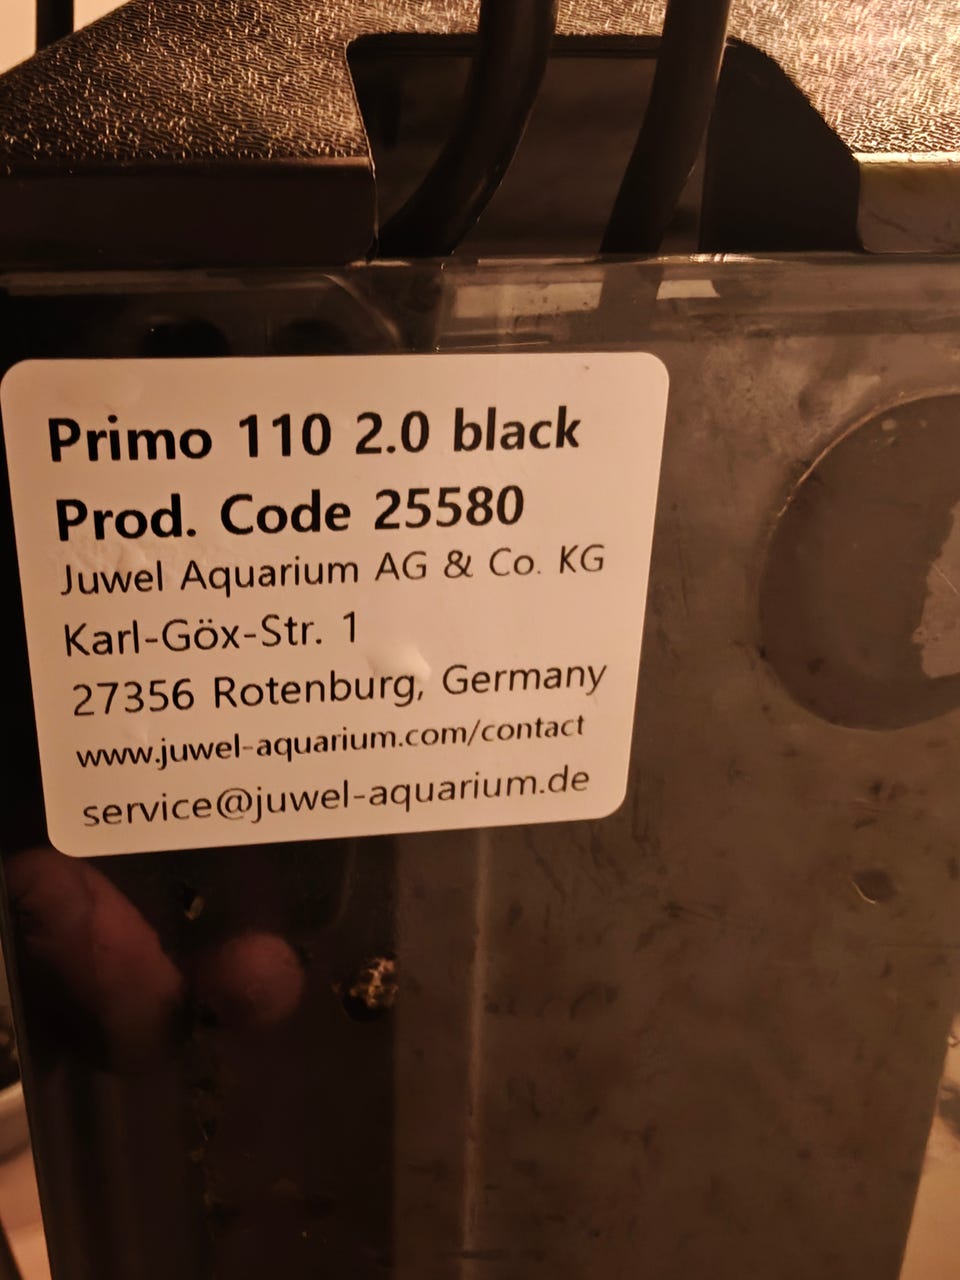 Primo 110 2.0 black
Prod. Code 25580
Juwel Aquarium AG & Co. KG
Karl-Göx-Str. 1
27356 Rotenburg, Germany
www.juwel-aquarium.com/contact
service@juwel-aquarium.de